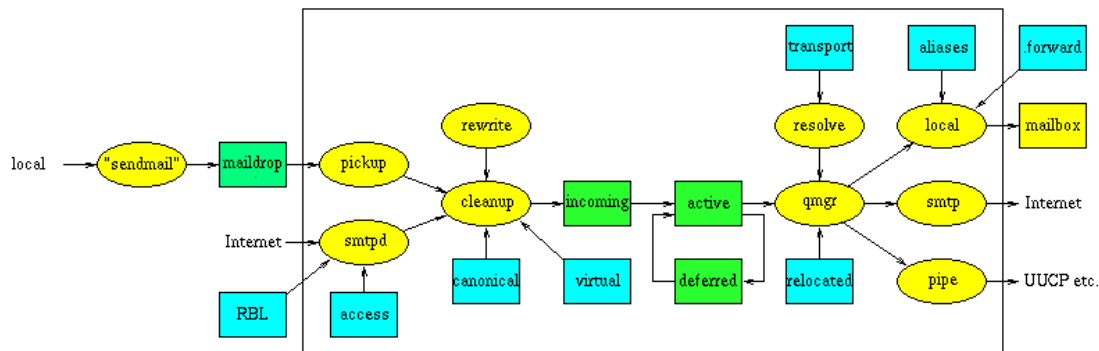 transport
aliases
.forward
rewrite
resolve
local
mailbox
local
"sendmail"
maildrop
pickup
cleanup
incoming
active
qmgr
smtp
Internet
Internet
smtpd
canonical
virtual
deferred
relocated
pipe
UUCP etc.
RBL
access